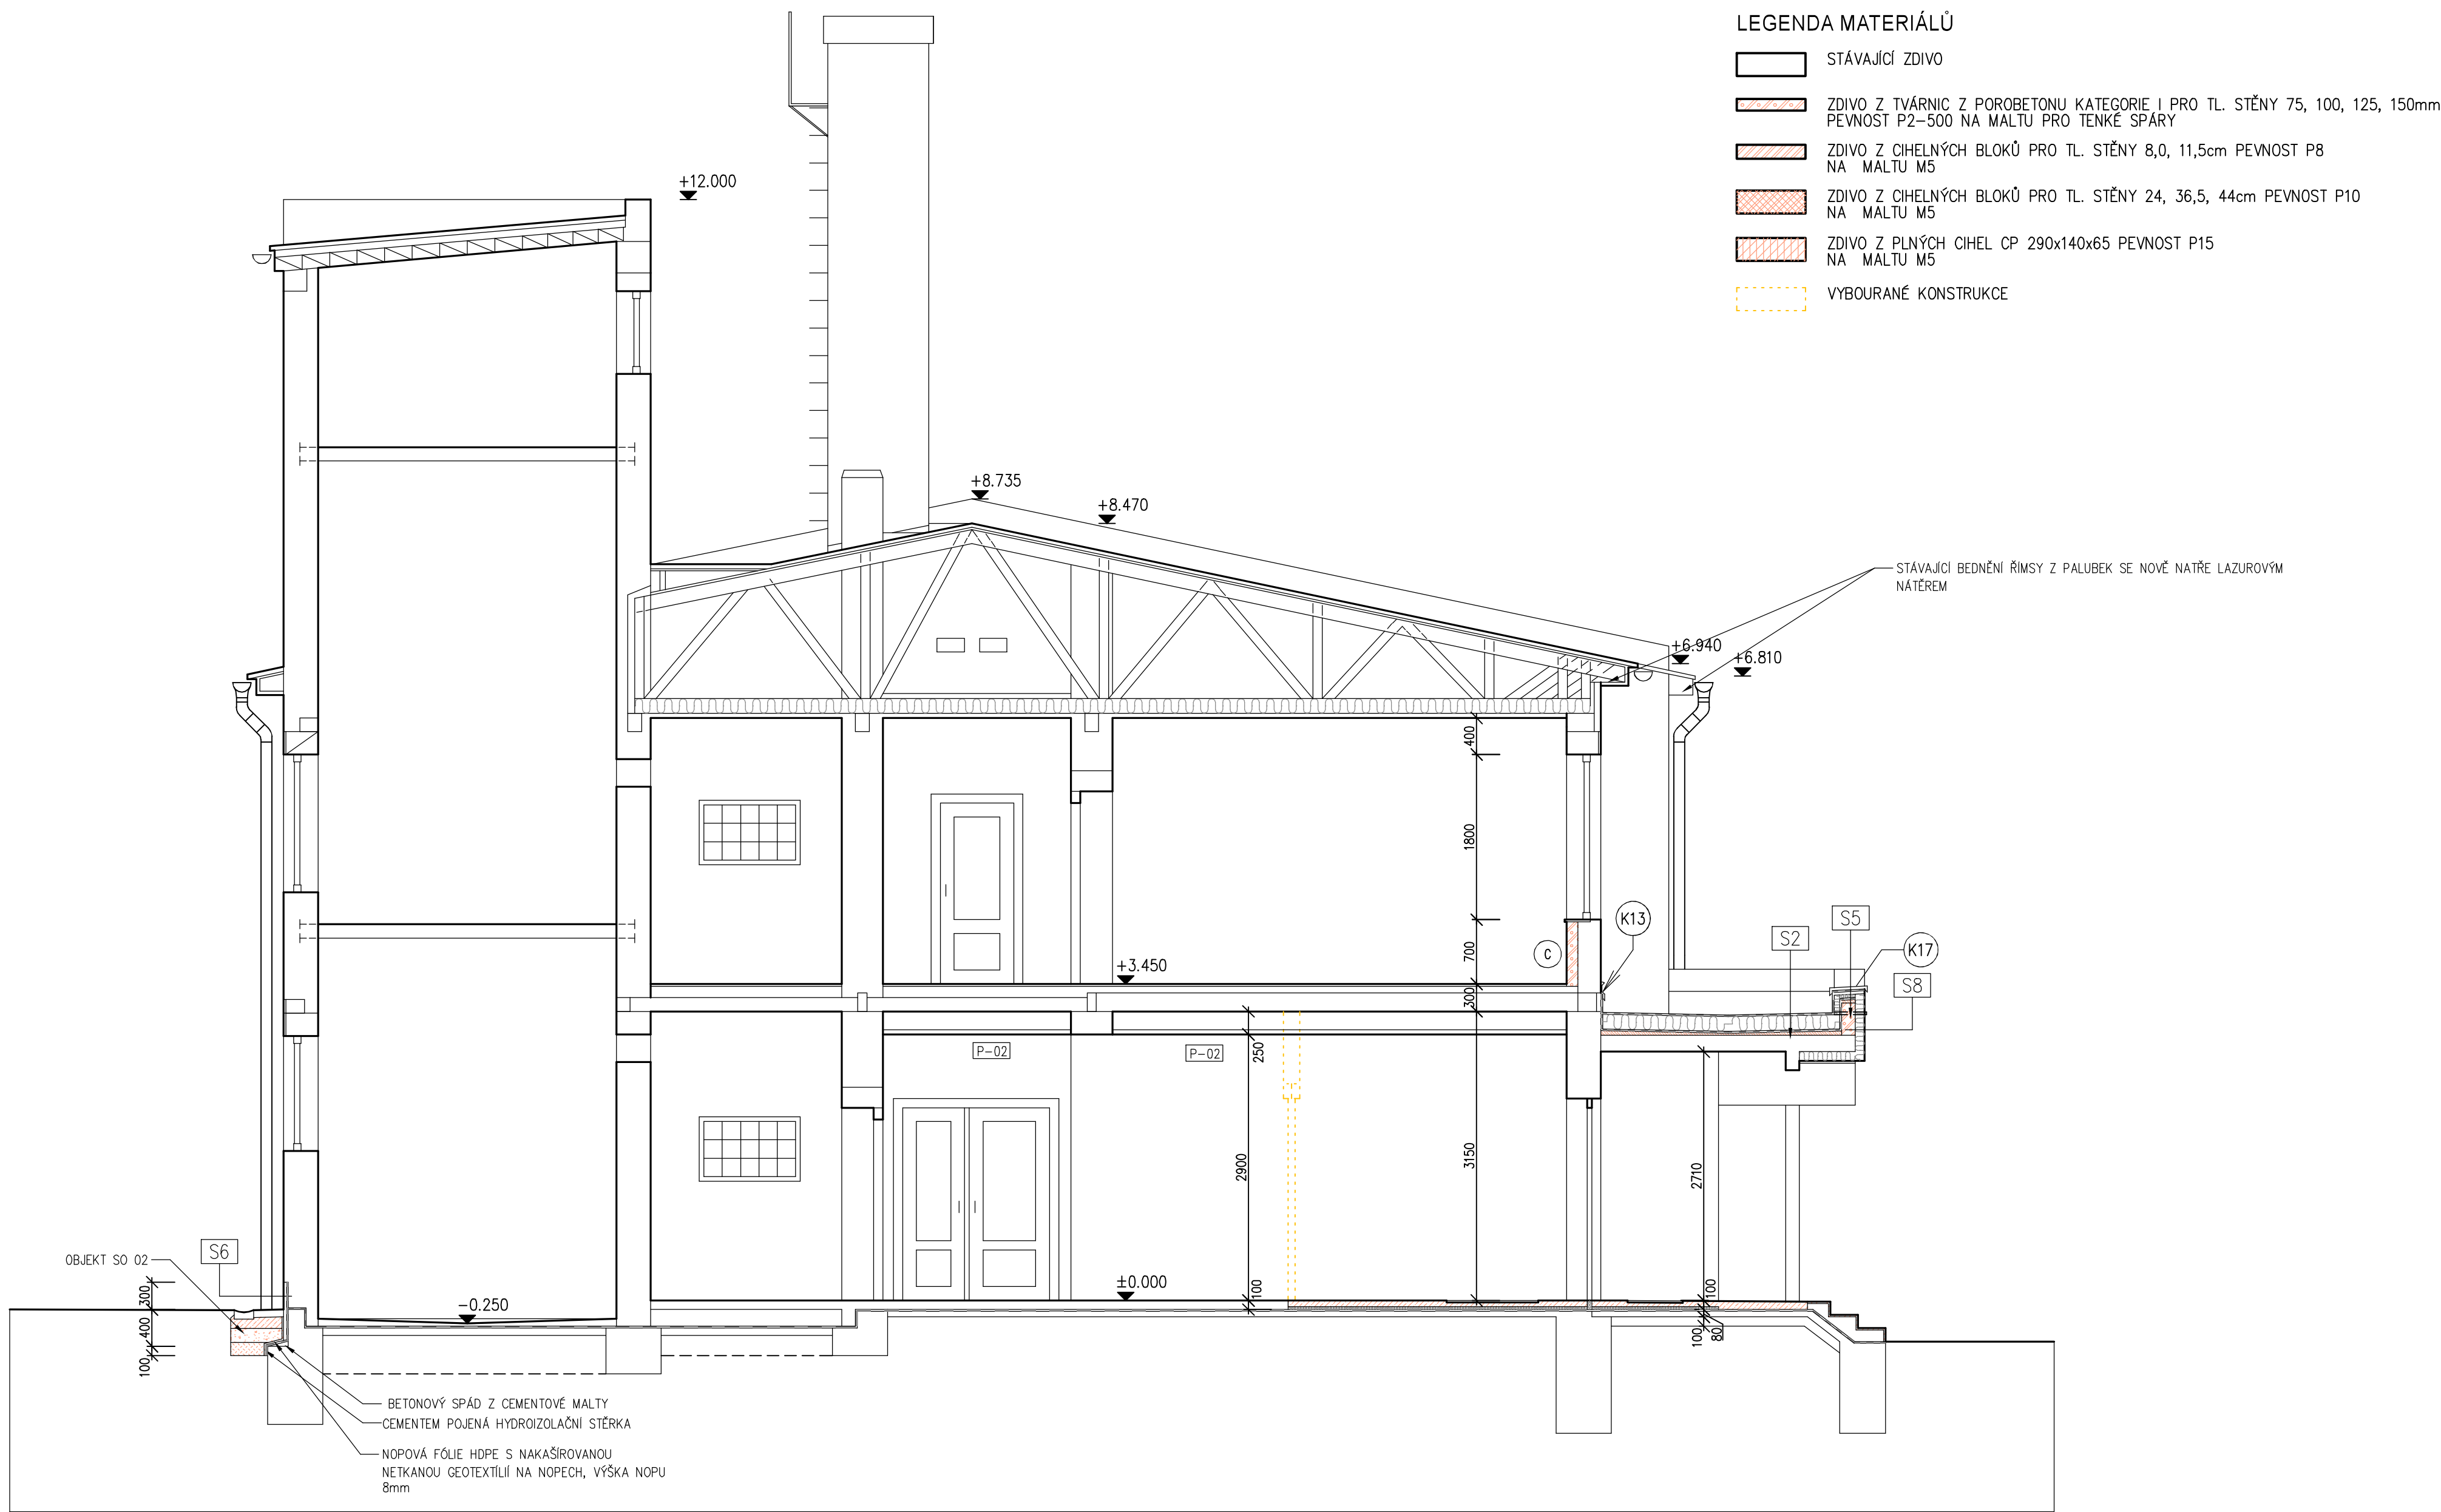 LEGENDA MATERIÁLŮ
STÁVAJÍCÍ ZDIVO
ZDIVO Z TVÁRNIC Z POROBETONU KATEGORIE I PRO TL. STĚNY 75, 100, 125, 150mm
PEVNOST P2-500 NA MALTU PRO TENKÉ SPÁRY
ZDIVO Z CIHELNÝCH BLOKŮ PRO TL. STĚNY 8,0, 11,5cm PEVNOST P8
NA MALTU M5
ZDIVO Z CIHELNÝCH BLOKŮ PRO TL. STĚNY 24, 36,5, 44cm PEVNOST P10
NA MALTU M5
ZDIVO Z PLNÝCH CIHEL CP 290x140x65 PEVNOST P15
NA MALTU M5
VYBOURANÉ KONSTRUKCE
+12.000
+8.735
+8.470
STÁVAJÍCÍ BEDNĚNÍ ŘÍMSY Z PALUBEK SE NOVĚ NATŘE LAZUROVÝM
NÁTĚREM
+6.940
+6.810
400
1800
700
300
3150
C
K13
S2
S5
K17
S8
+3.450
P-02
P-02
250
2900
100
2710
100
100
80
±0.000
-0.250
OBJEKT SO 02
S6
300
400
100
BETONOVÝ SPÁD Z CEMENTOVÉ MALTY
CEMENTEM POJENÁ HYDROIZOLAČNÍ STĚRKA
NOPOVÁ FÓLIE HDPE S NAKAŠÍROVANOU
NETKANOU GEOTEXTÍLIÍ NA NOPECH, VÝŠKA NOPU
8mm